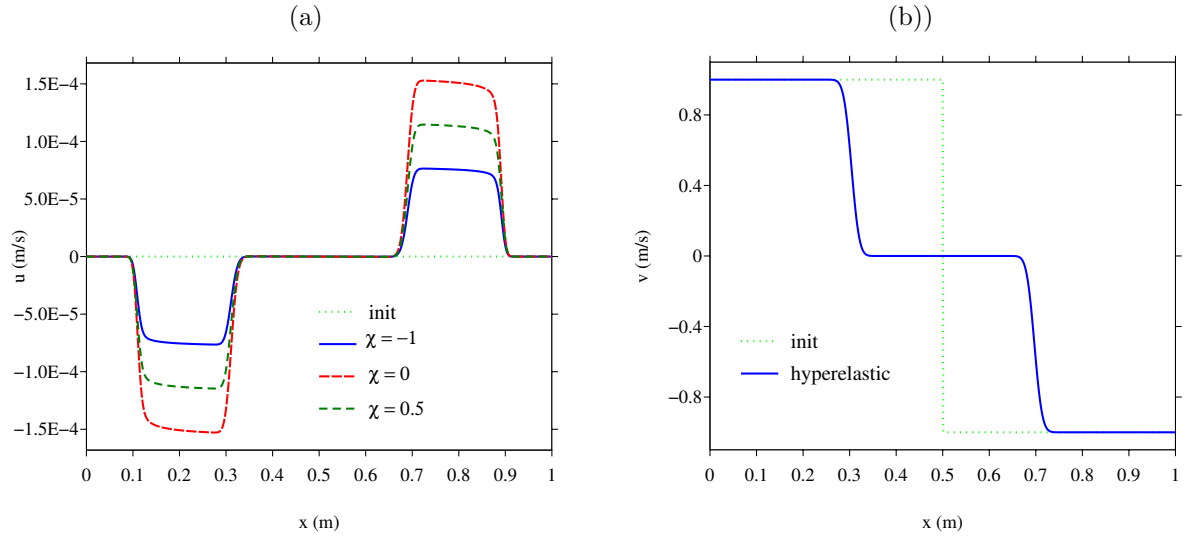 (a)
1.5E−4
1.0E−4
5.0E−5
0
−5.0E−5
−1.0E−4
−1.5E−4
u (m/s)
init
χ = −1
χ = 0
χ = 0.5
0 0.1 0.2 0.3 0.4 0.5 0.6 0.7 0.8 0.9 1
x (m)
(b))
0.8
0.4
0
−0.4
−0.8
v (m/s)
init
hyperelastic
0 0.1 0.2 0.3 0.4 0.5 0.6 0.7 0.8 0.9 1
x (m)